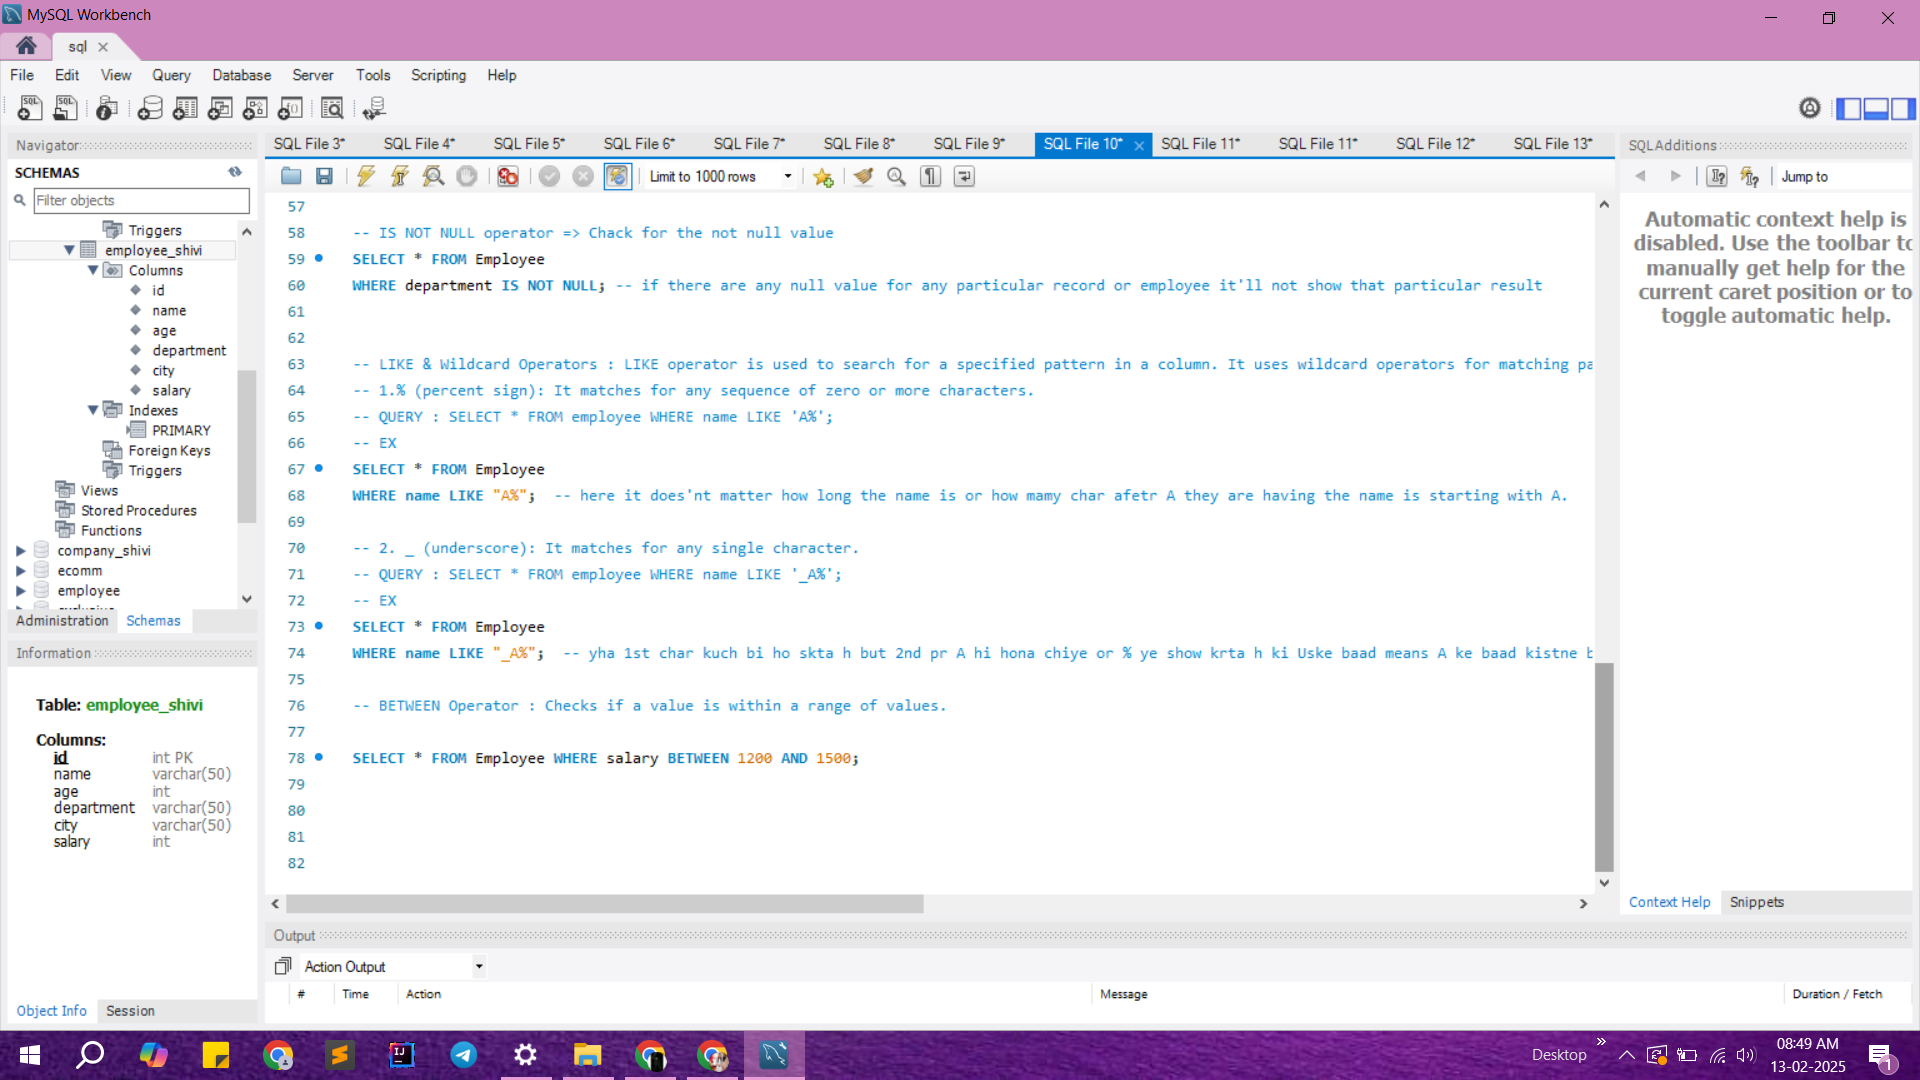 MySQL Workbench
sql
File Edit View Query Database Server Tools Scripting Help
Navigator
SCHEMAS
Filter objects
Triggers
employee_shivi
Columns
id
name
age
department
city
salary
Indexes
PRIMARY
Foreign Keys
Triggers
Views
Stored Procedures
Functions
company_shivi
ecomm
employee
Administration Schemas
Information
Table: employee_shivi
Columns:
id int PK
name varchar(50)
age int
department varchar(50)
city varchar(50)
salary int
Object Info Session
SQL File 3* SQL File 4* SQL File 5* SQL File 6* SQL File 7* SQL File 8* SQL File 9* SQL File 10* SQL File 11* SQL File 11* SQL File 12* SQL File 13*
Limit to 1000 rows
57
58 -- IS NOT NULL operator => Chack for the not null value
59 SELECT * FROM Employee
60 WHERE department IS NOT NULL; -- if there are any null value for any particular record or employee it'll not show that particular result
61
62
63 -- LIKE & Wildcard Operators : LIKE operator is used to search for a specified pattern in a column. It uses wildcard operators for matching pa
64 -- 1.% (percent sign): It matches for any sequence of zero or more characters.
65 -- QUERY : SELECT * FROM employee WHERE name LIKE 'A%';
66 -- EX
67 SELECT * FROM Employee
68 WHERE name LIKE "A%"; -- here it does'nt matter how long the name is or how mamy char afetr A they are having the name is starting with A.
69
70 -- 2. _ (underscore): It matches for any single character.
71 -- QUERY : SELECT * FROM employee WHERE name LIKE '_A%';
72 -- EX
73 SELECT * FROM Employee
74 WHERE name LIKE "_A%"; -- yha 1st char kuch bi ho skta h but 2nd pr A hi hona chiye or % ye show krta h ki Uske baad means A ke baad kistne b
75
76 -- BETWEEN Operator : Checks if a value is within a range of values.
77
78 SELECT * FROM Employee WHERE salary BETWEEN 1200 AND 1500;
79
80
81
82
SQLAdditions
Jump to
Automatic context help is
disabled. Use the toolbar to
manually get help for the
current caret position or to
toggle automatic help.
Context Help Snippets
Output
Action Output
# Time Action Message Duration / Fetch
Desktop
08:49 AM
13-02-2025
1